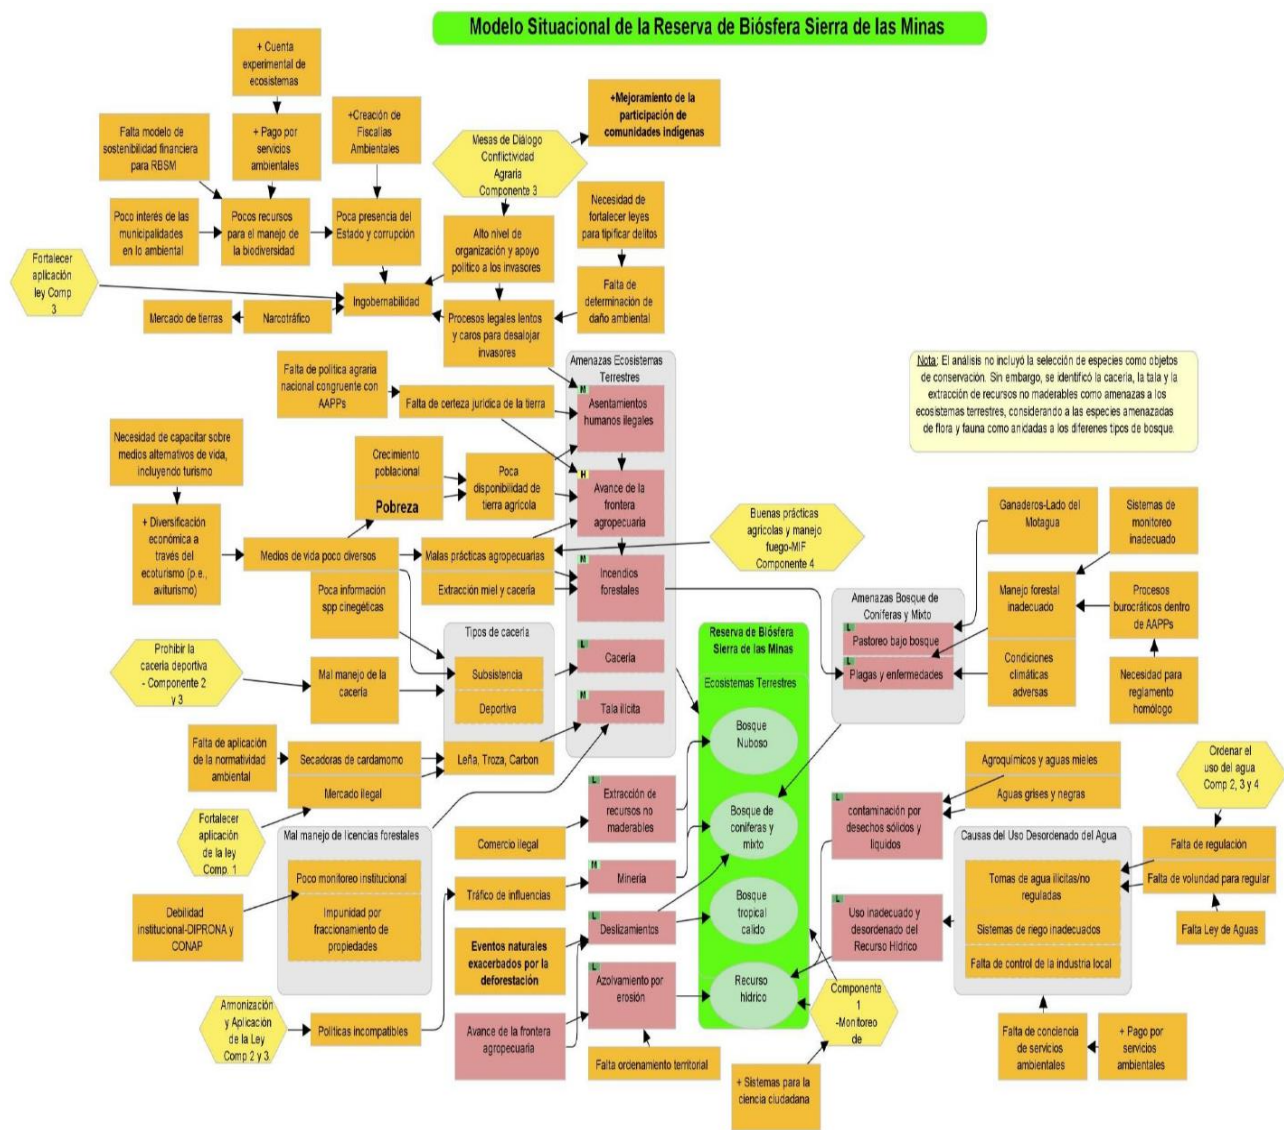 Modelo Situacional de la Reserva de Biósfera Sierra de las Minas
+ Cuenta
experimental de
ecosistemas
+Mejoramiento de la
participación de
comunidades indígenas
Falta modelo de
sostenibilidad financiera
para RBSM
+ Pago por
servicios
ambientales
+Creación de
Fiscalías
Ambientales
Mesas de Diálogo
Conflictividad
Agraria
Componente 3
Necesidad de
fortalecer leyes
para tipificar delitos
Poco interés de las
municipalidades
en lo ambiental
Pocos recursos
para el manejo de
la biodiversidad
Poca presencia del
Estado y corrupción
Alto nivel de
organización y apoyo
político a los invasores
Fortalecer
aplicación
ley Comp
3
Ingobernabilidad
Falta de
determinación de
daño ambiental
Mercado de tierras
Narcotráfico
Procesos legales lentos
y caros para desalojar
invasores
Amenazas Ecosistemas
Terrestres
Nota: El análisis no incluyó la selección de especies como objetos
de conservación. Sin embargo, se identificó la cacería, la tala y la
extracción de recursos no maderables como amenazas a los
ecosistemas terrestres, considerando a las especies amenazadas
de flora y fauna como anidadas a los diferenes tipos de bosque.
Falta de política agraria
nacional congruente con
AAPPs
Falta de certeza jurídica de la tierra
M
Asentamientos
humanos ilegales
Necesidad de capacitar sobre
medios alternativos de vida,
incluyendo turismo
Crecimiento
poblacional
Pobreza
Poca
disponibilidad de
tierra agrícola
H
Avance de la
frontera
agropecuaria
+ Diversificación
económica a
través del
ecoturismo (p.e.,
aviturismo)
Medios de vida poco diversos
Malas prácticas agropecuarias
Buenas prácticas
agrícolas y manejo
fuego-MIF
Componente 4
Ganaderos-Lado del
Motagua
Sistemas de
monitoreo
inadecuado
Poca información
spp cinegéticas
Extracción miel y cacería
M
Incendios
forestales
Amenazas Bosque de
Coníferas y Mixto
Manejo forestal
inadecuado
Procesos
burocráticos dentro
de AAPPs
L
Pastoreo bajo bosque
L
Plagas y enfermedades
Condiciones
climáticas
adversas
Necesidad para
reglamento
homólogo
Prohibir la
cacería deportiva
- Componente 2
y 3
Mal manejo de la
cacería
Tipos de cacería
Subsistencia
Deportiva
L
Cacería
M
Tala ilícita
Reserva de Biósfera
Sierra de las Minas
Ecosistemas Terrestres
Bosque
Nuboso
Falta de aplicación
de la normatividad
ambiental
Secadoras de cardamomo
Mercado ilegal
Leña, Troza, Carbon
Ordenar el
uso del agua
Comp 2, 3 y 4
Fortalecer
aplicación
de la ley
Comp. 1
Mal manejo de licencias forestales
L
Extracción de
recursos no
maderables
Bosque de
coníferas y
mixto
L
contaminación por
desechos sólidos y
líquidos
Agroquímicos y aguas mieles
Aguas grises y negras
Comercio ilegal
Causas del Uso Desordenado del Agua
Falta de regulación
Falta de volundad para regular
Poco monitoreo institucional
Tráfico de influencias
M
Minería
Tomas de agua ilícitas/no
reguladas
Debilidad
institucional-DIPRONA y
CONAP
Impunidad por
fraccionamiento de
propiedades
Eventos naturales
exacerbados por la
deforestación
L
Deslizamientos
Bosque
tropical
calido
L
Uso inadecuado y
desordenado del
Recurso Hídrico
Sistemas de riego inadecuados
Falta Ley de Aguas
Falta de control de la industria local
L
Azolvamiento por
erosión
Recurso
hídrico
Componente
1
-Monitoreo
de
Armonización
y Aplicación
de la Ley
Comp 2 y 3
Políticas incompatibles
Avance de la frontera
agropecuaria
Falta ordenamiento territorial
Falta de conciencia
de servicios
ambientales
+ Pago por
servicios
ambientales
+ Sistemas para la
ciencia ciudadana